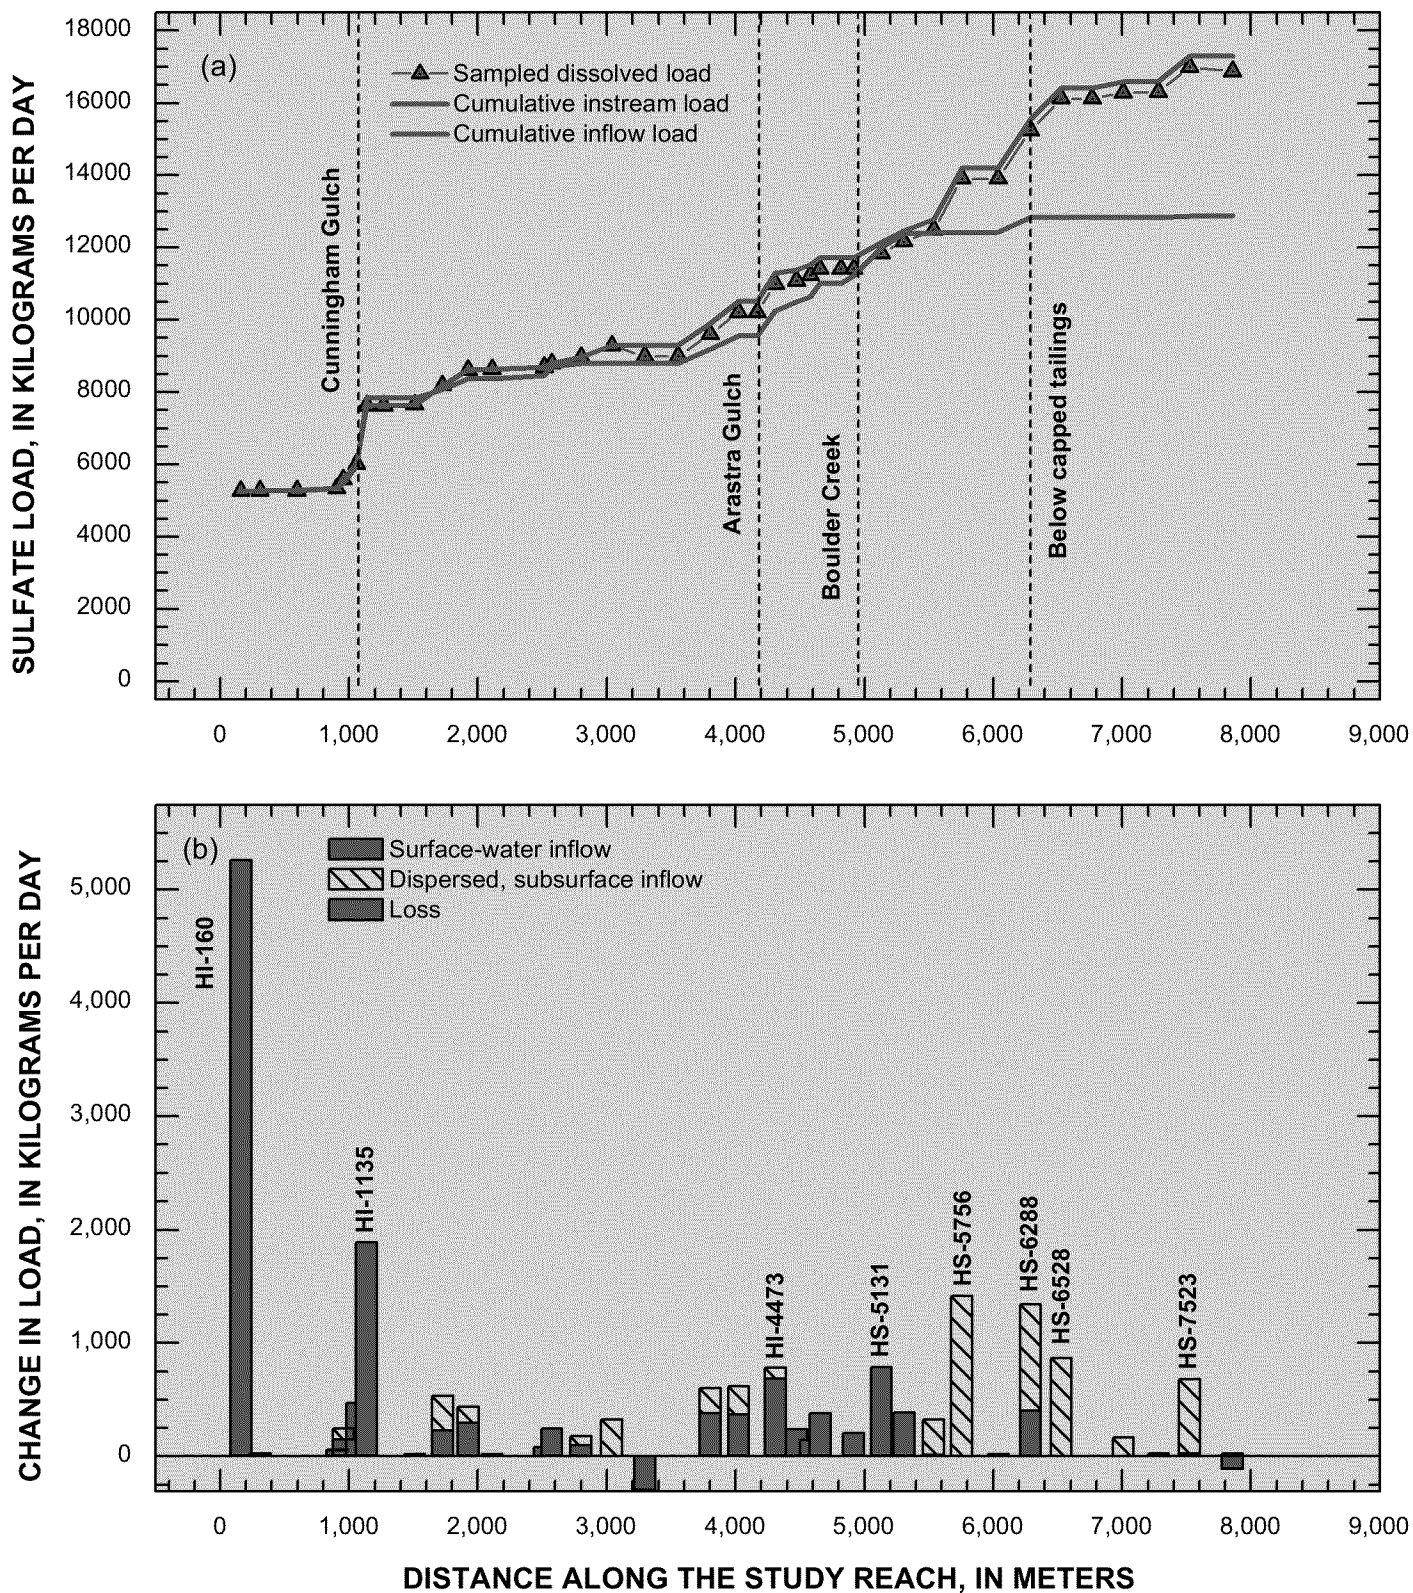 18000
16000
14000
12000
10000
8000
6000
4000
2000
0
SULFATE LOAD, IN KILOGRAMS PER DAY
(a)
Sampled dissolved load
Cumulative instream load
Cumulative inflow load
Cunningham Gulch
Arastra Gulch
Boulder Creek
Below capped tailings
0 1,000 2,000 3,000 4,000 5,000 6,000 7,000 8,000 9,000
5,000
4,000
3,000
2,000
1,000
0
CHANGE IN LOAD, IN KILOGRAMS PER DAY
(b)
Surface-water inflow
Dispersed, subsurface inflow
Loss
HI-160
HI-1135
HI-4473
HS-5131
HS-5756
HS-6288
HS-6528
HS-7523
0 1,000 2,000 3,000 4,000 5,000 6,000 7,000 8,000 9,000
DISTANCE ALONG THE STUDY REACH, IN METERS